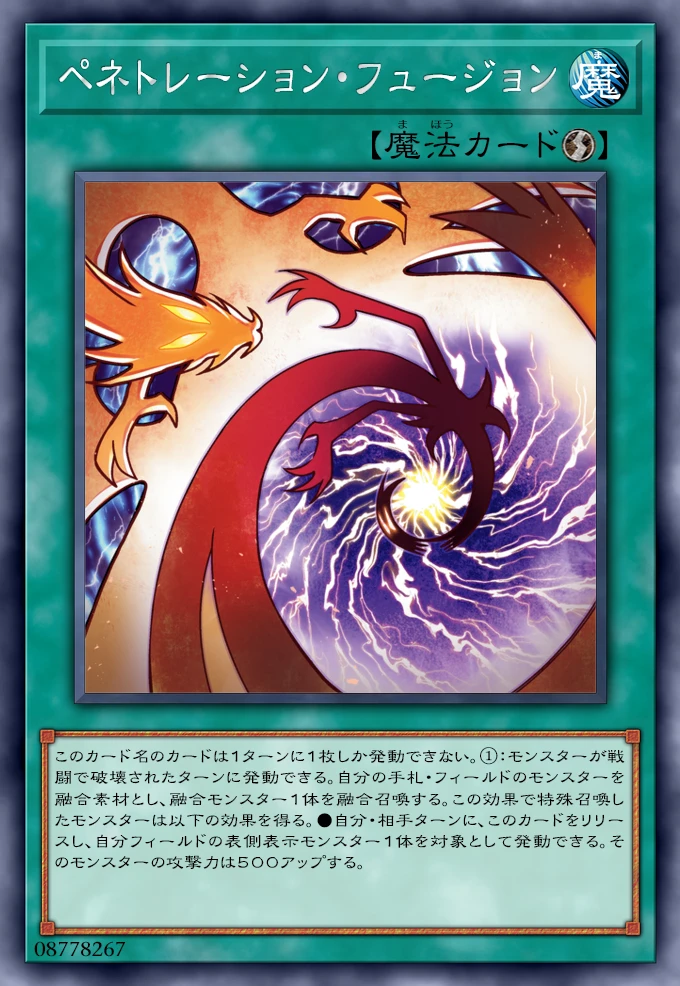 ペネトレーション・フュージョン
魔
ま
ま ほう
【魔法カード】
このカード名のカードは1ターンに1枚しか発動できない。①：モンスターが戦
闘で破壊されたターンに発動できる。自分の手札・フィールドのモンスターを
融合素材とし、融合モンスター1体を融合召喚する。この効果で特殊召喚し
たモンスターは以下の効果を得る。●自分・相手ターンに、このカードをリリー
スし、自分フィールドの表側表示モンスター1体を対象として発動できる。そ
のモンスターの攻撃力は500アップする。
08778267